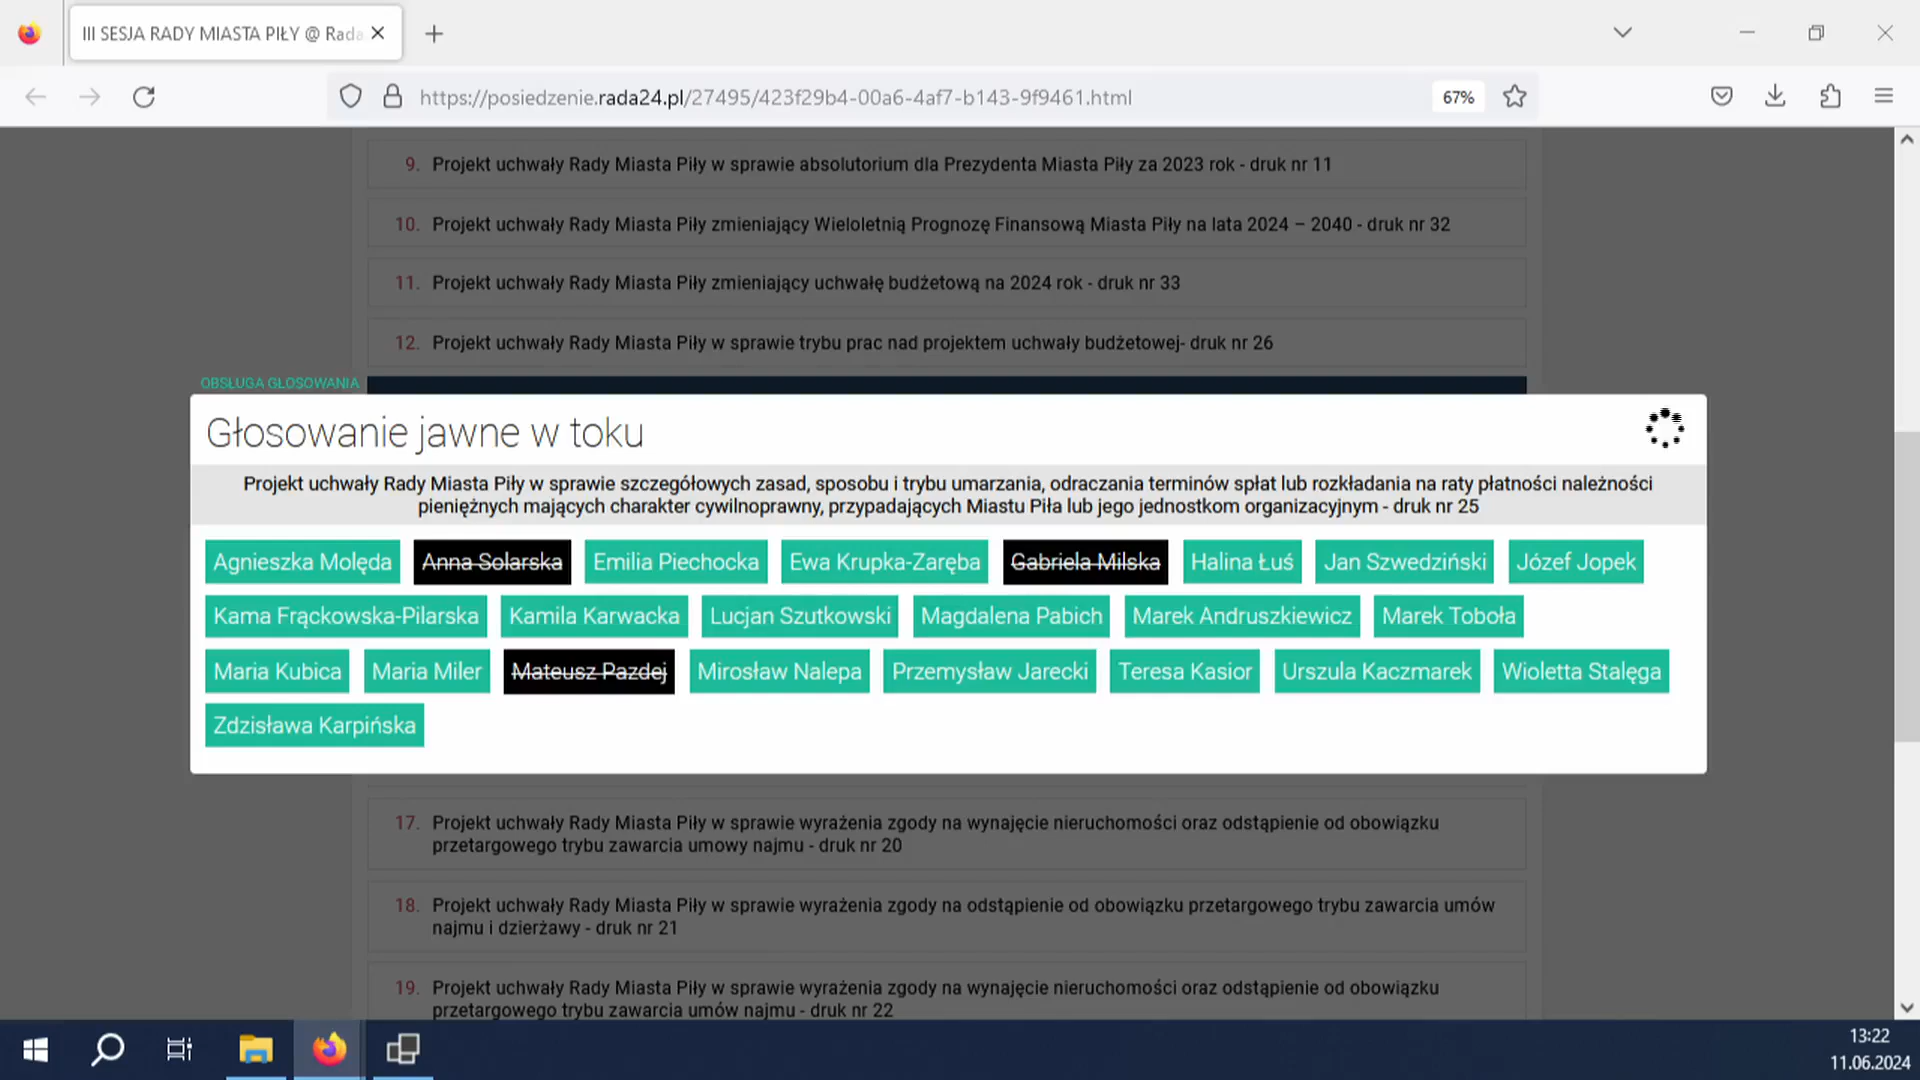 III SESJA RADY MIASTA PIŁY @ Rada
https://posiedzenie.rada24.pl/27495/423f29b4-00a6-4af7-b143-9f9461.html
67%
9. Projekt uchwały Rady Miasta Piły w sprawie absolutorium dla Prezydenta Miasta Piły za 2023 rok - druk nr 11
10. Projekt uchwały Rady Miasta Piły zmieniający Wieloletnią Prognozę Finansową Miasta Piły na lata 2024 – 2040 - druk nr 32
11. Projekt uchwały Rady Miasta Piły zmieniający uchwałę budżetową na 2024 rok - druk nr 33
12. Projekt uchwały Rady Miasta Piły w sprawie trybu prac nad projektem uchwały budżetowej- druk nr 26
OBSŁUGA GŁOSOWANIA
Głosowanie jawne w toku
Projekt uchwały Rady Miasta Piły w sprawie szczegółowych zasad, sposobu i trybu umarzania, odraczania terminów spłat lub rozkładania na raty płatności należności
pieniężnych mających charakter cywilnoprawny, przypadających Miastu Piła lub jego jednostkom organizacyjnym - druk nr 25
Agnieszka Molęda Anna Solarska Emilia Piechocka Ewa Krupka-Zaręba Gabriela Milska Halina Łuś Jan Szwedziński Józef Jopek
Kama Frąckowska-Pilarska Kamila Karwacka Lucjan Szutkowski Magdalena Pabich Marek Andruszkiewicz Marek Toboła
Maria Kubica Maria Miler Mateusz Pazdej Mirosław Nalepa Przemysław Jarecki Teresa Kasior Urszula Kaczmarek Wioletta Stalęga
Zdzisława Karpińska
17. Projekt uchwały Rady Miasta Piły w sprawie wyrażenia zgody na wynajęcie nieruchomości oraz odstąpienie od obowiązku
przetargowego trybu zawarcia umowy najmu - druk nr 20
18. Projekt uchwały Rady Miasta Piły w sprawie wyrażenia zgody na odstąpienie od obowiązku przetargowego trybu zawarcia umów
najmu i dzierżawy - druk nr 21
19. Projekt uchwały Rady Miasta Piły w sprawie wyrażenia zgody na wynajęcie nieruchomości oraz odstąpienie od obowiązku
przetargowego trybu zawarcia umów najmu - druk nr 22
13:22
11.06.2024